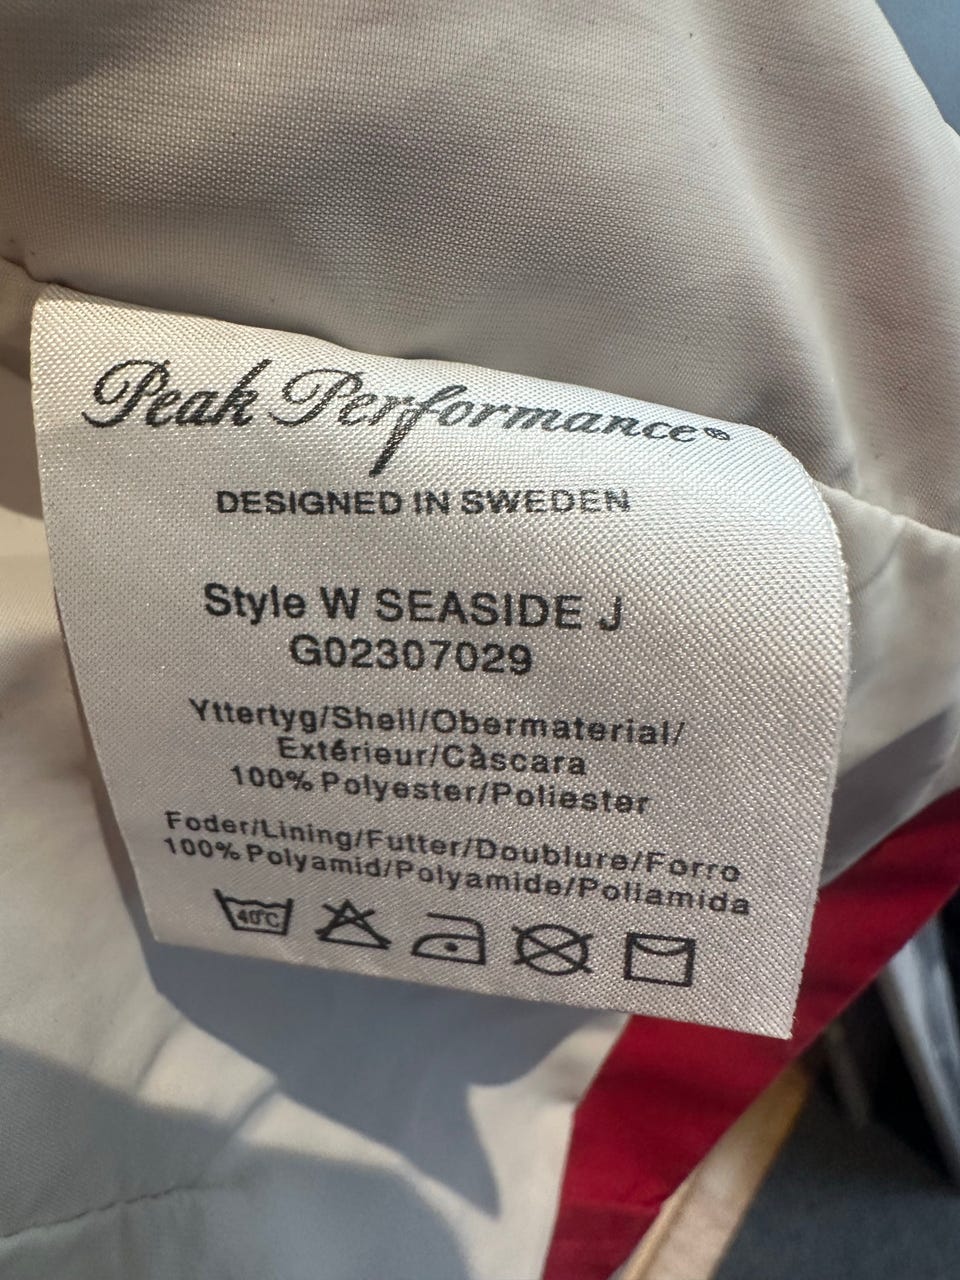 Peak Performance®
DESIGNED IN SWEDEN
Style W SEASIDE J
G02307029
Yttertyg/Shell/Obermaterial/
Extérieur/Càscara
100% Polyester/Poliester
Foder/Lining/Futter/Doublure/Forro
100% Polyamid/Polyamide/Poliamida
40°C